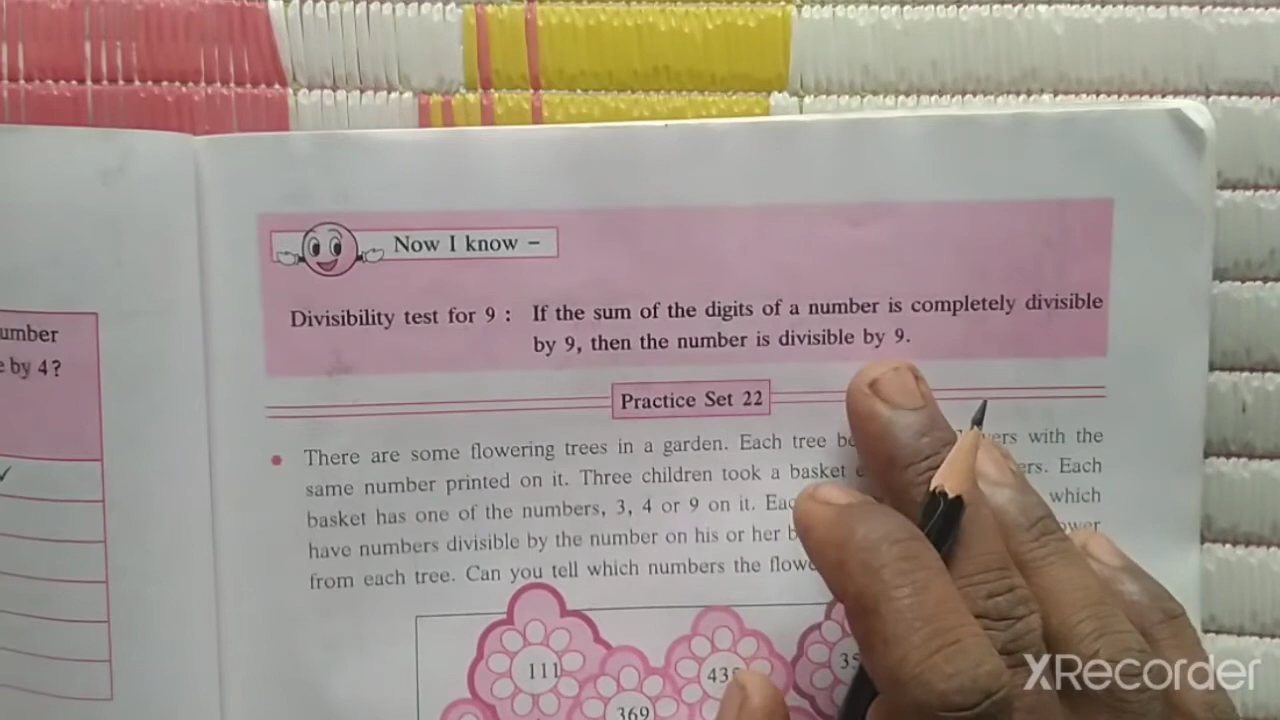 umber
e by 4?
Now I know –
Divisibility test for 9 : If the sum of the digits of a number is completely divisible
by 9, then the number is divisible by 9.
Practice Set 22
There are some flowering trees in a garden. Each tree with the
same number printed on it. Three children took a basket Each
basket has one of the numbers, 3, 4 or 9 on it. which
have numbers divisible by the number on his or her
from each tree. Can you tell which numbers the
111
369
XRecorder